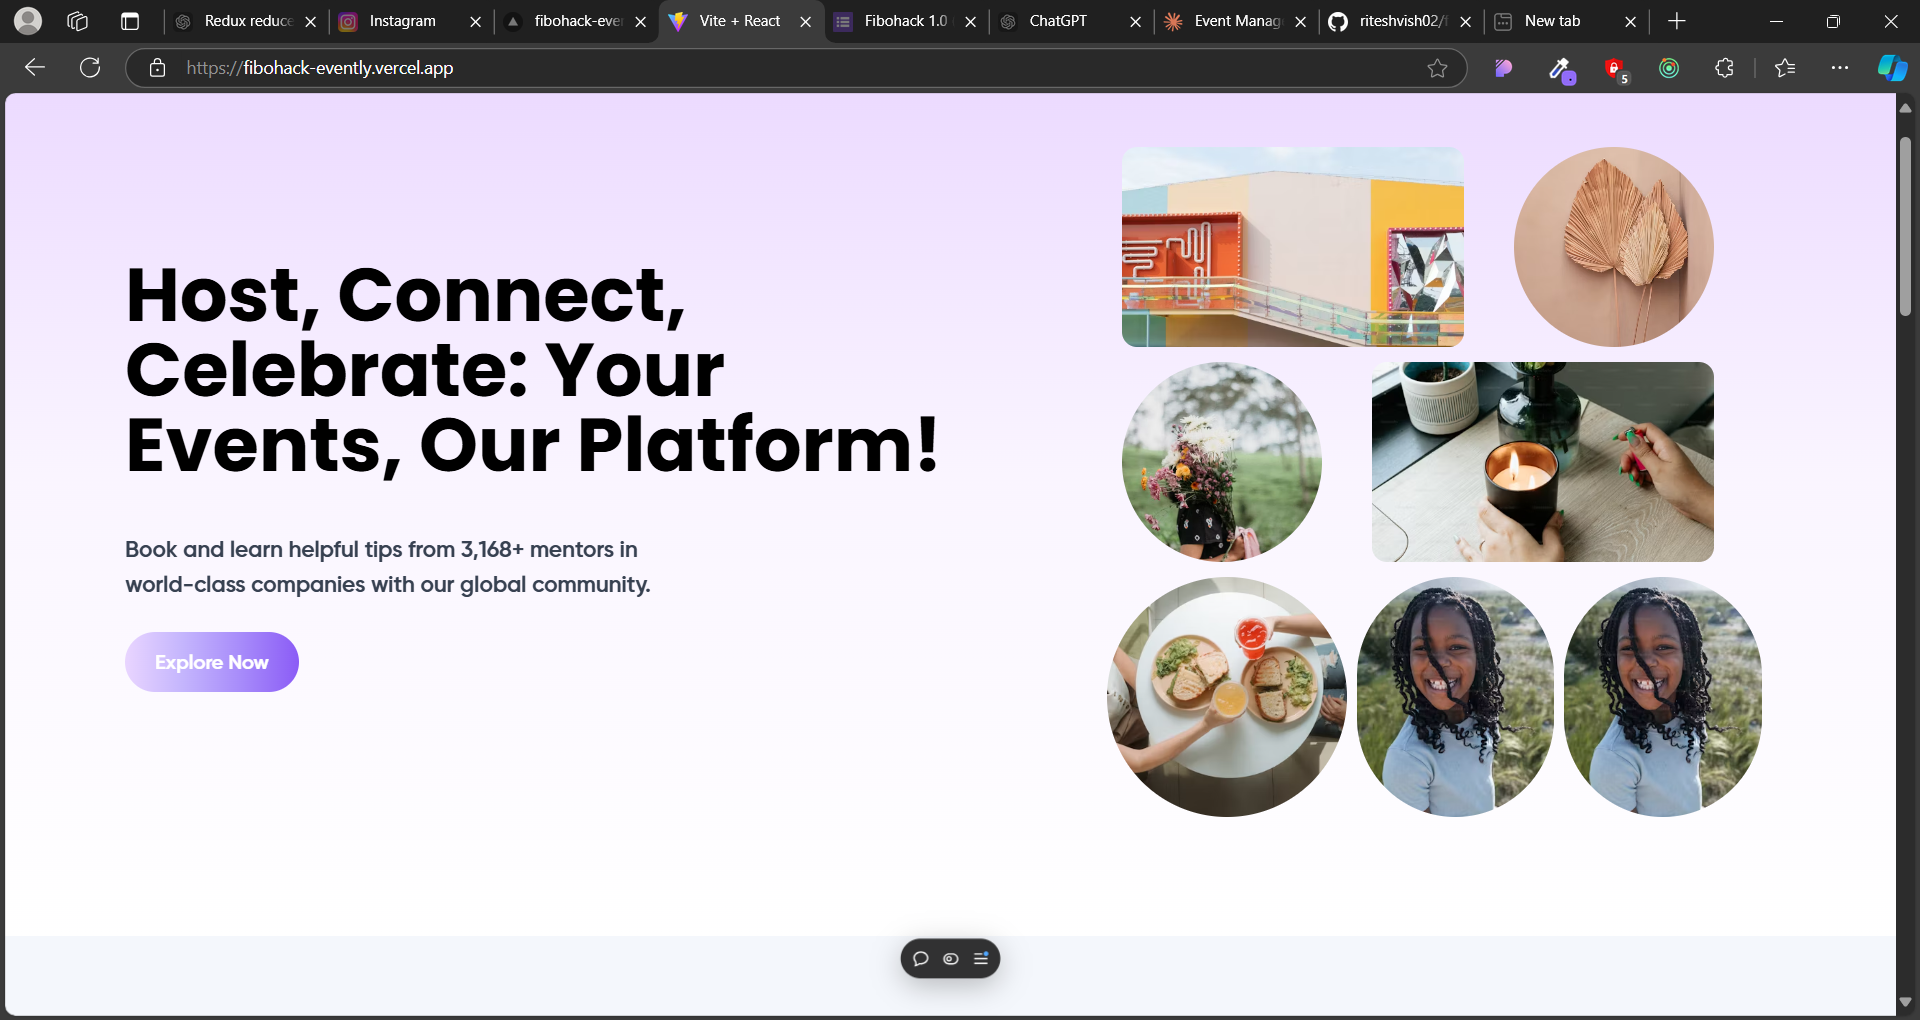 Redux reduce
Instagram
fibohack-ever
Vite + React
Fibohack 1.0
ChatGPT
Event Manag
riteshvish02/f
New tab
https://fibohack-evently.vercel.app
5
Host, Connect,
Celebrate: Your
Events, Our Platform!
Book and learn helpful tips from 3,168+ mentors in
world-class companies with our global community.
Explore Now